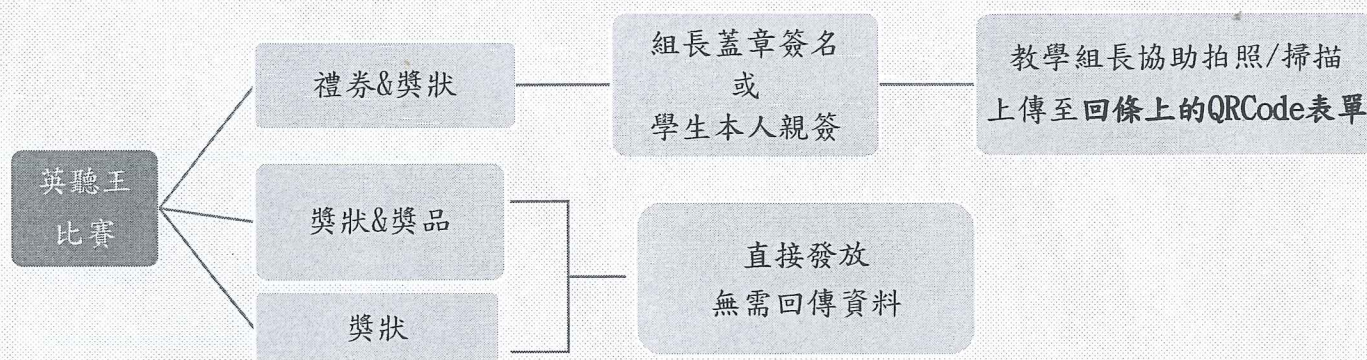 英聽王
比賽
禮券&獎狀
組長蓋章簽名
或
學生本人親簽
教學組長協助拍照/掃描
上傳至回條上的QRCode表單
獎狀&獎品
獎狀
直接發放
無需回傳資料